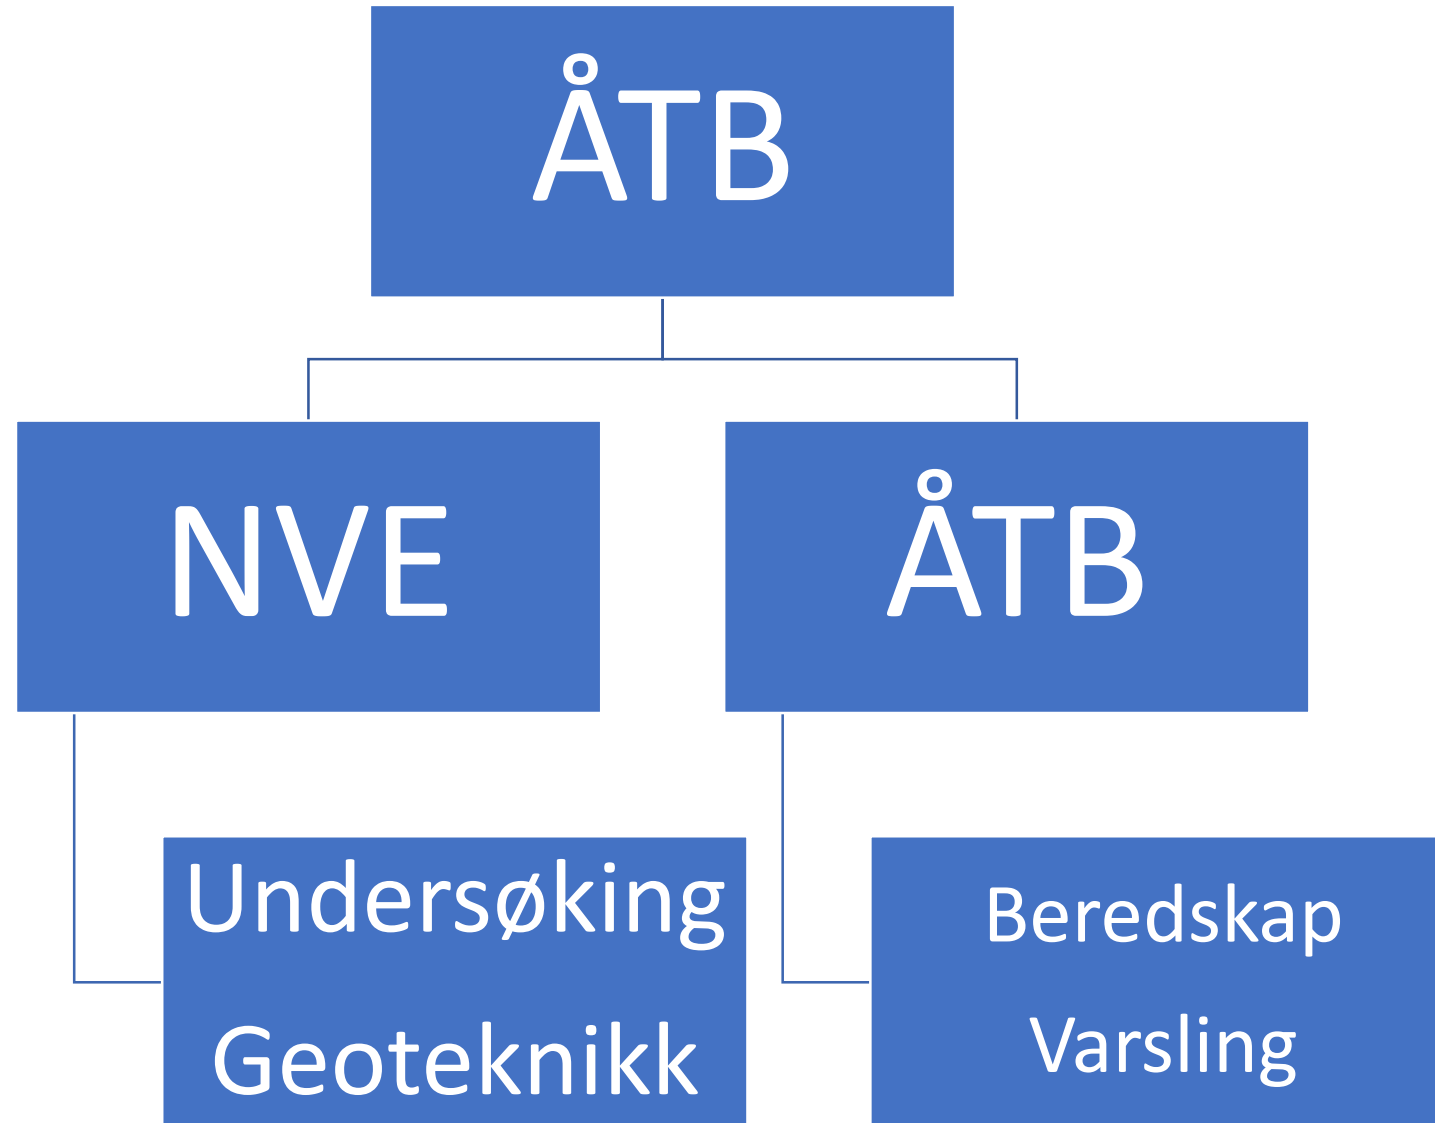 ÅTB
NVE
ÅTB
Undersøking
Geoteknikk
Beredskap
Varsling